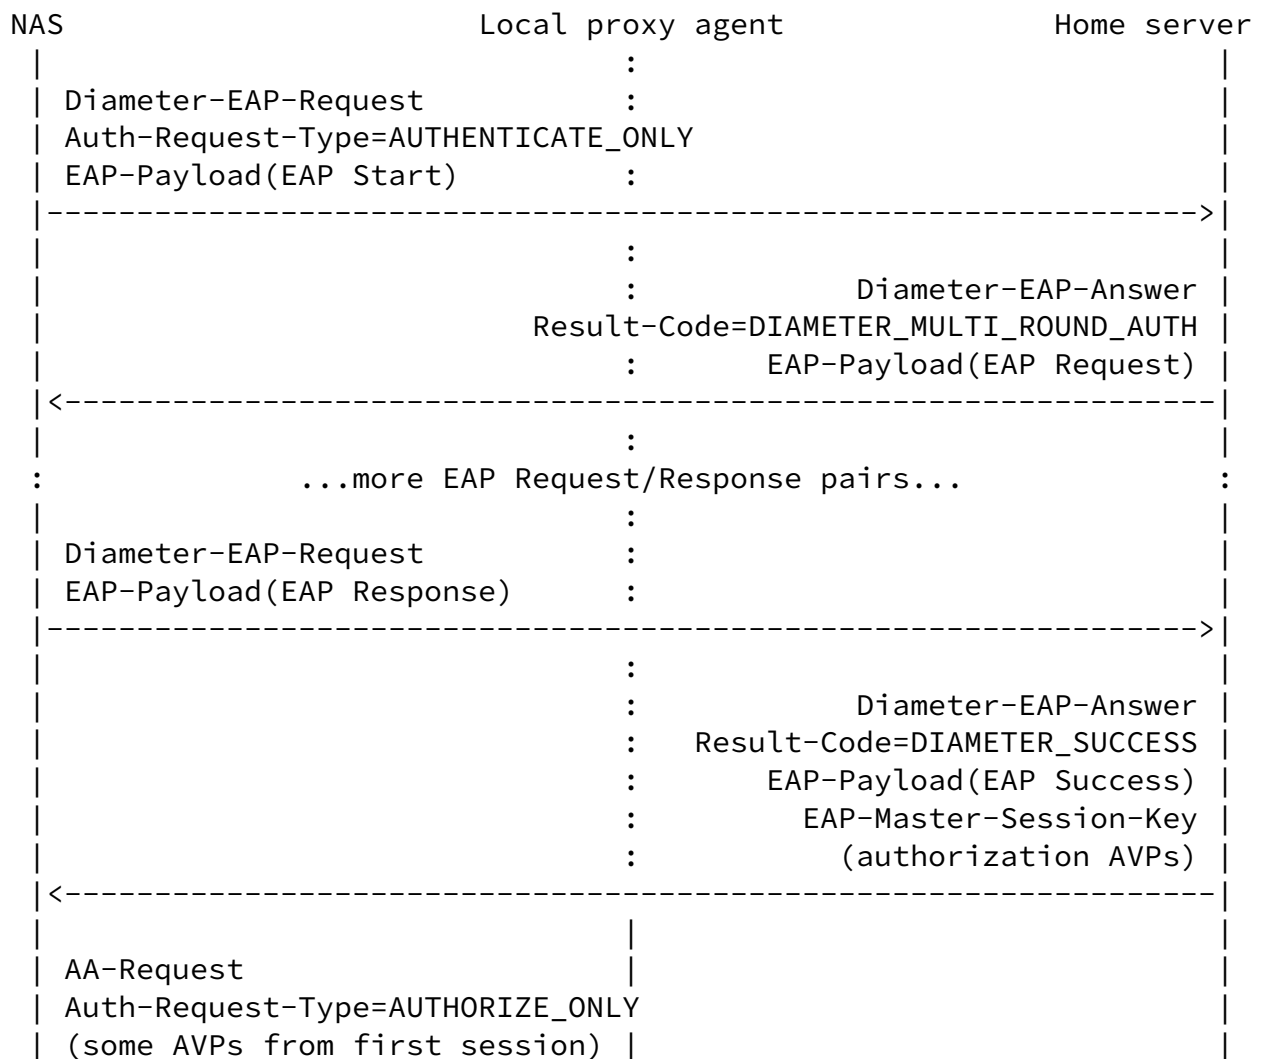 NAS Local proxy agent Home server
Diameter-EAP-Request
Auth-Request-Type=AUTHENTICATE_ONLY
EAP-Payload(EAP Start)
Diameter-EAP-Answer
Result-Code=DIAMETER_MULTI_ROUND_AUTH
EAP-Payload(EAP Request)
...more EAP Request/Response pairs...
Diameter-EAP-Request
EAP-Payload(EAP Response)
Diameter-EAP-Answer
Result-Code=DIAMETER_SUCCESS
EAP-Payload(EAP Success)
EAP-Master-Session-Key
(authorization AVPs)
AA-Request
Auth-Request-Type=AUTHORIZE_ONLY
(some AVPs from first session)